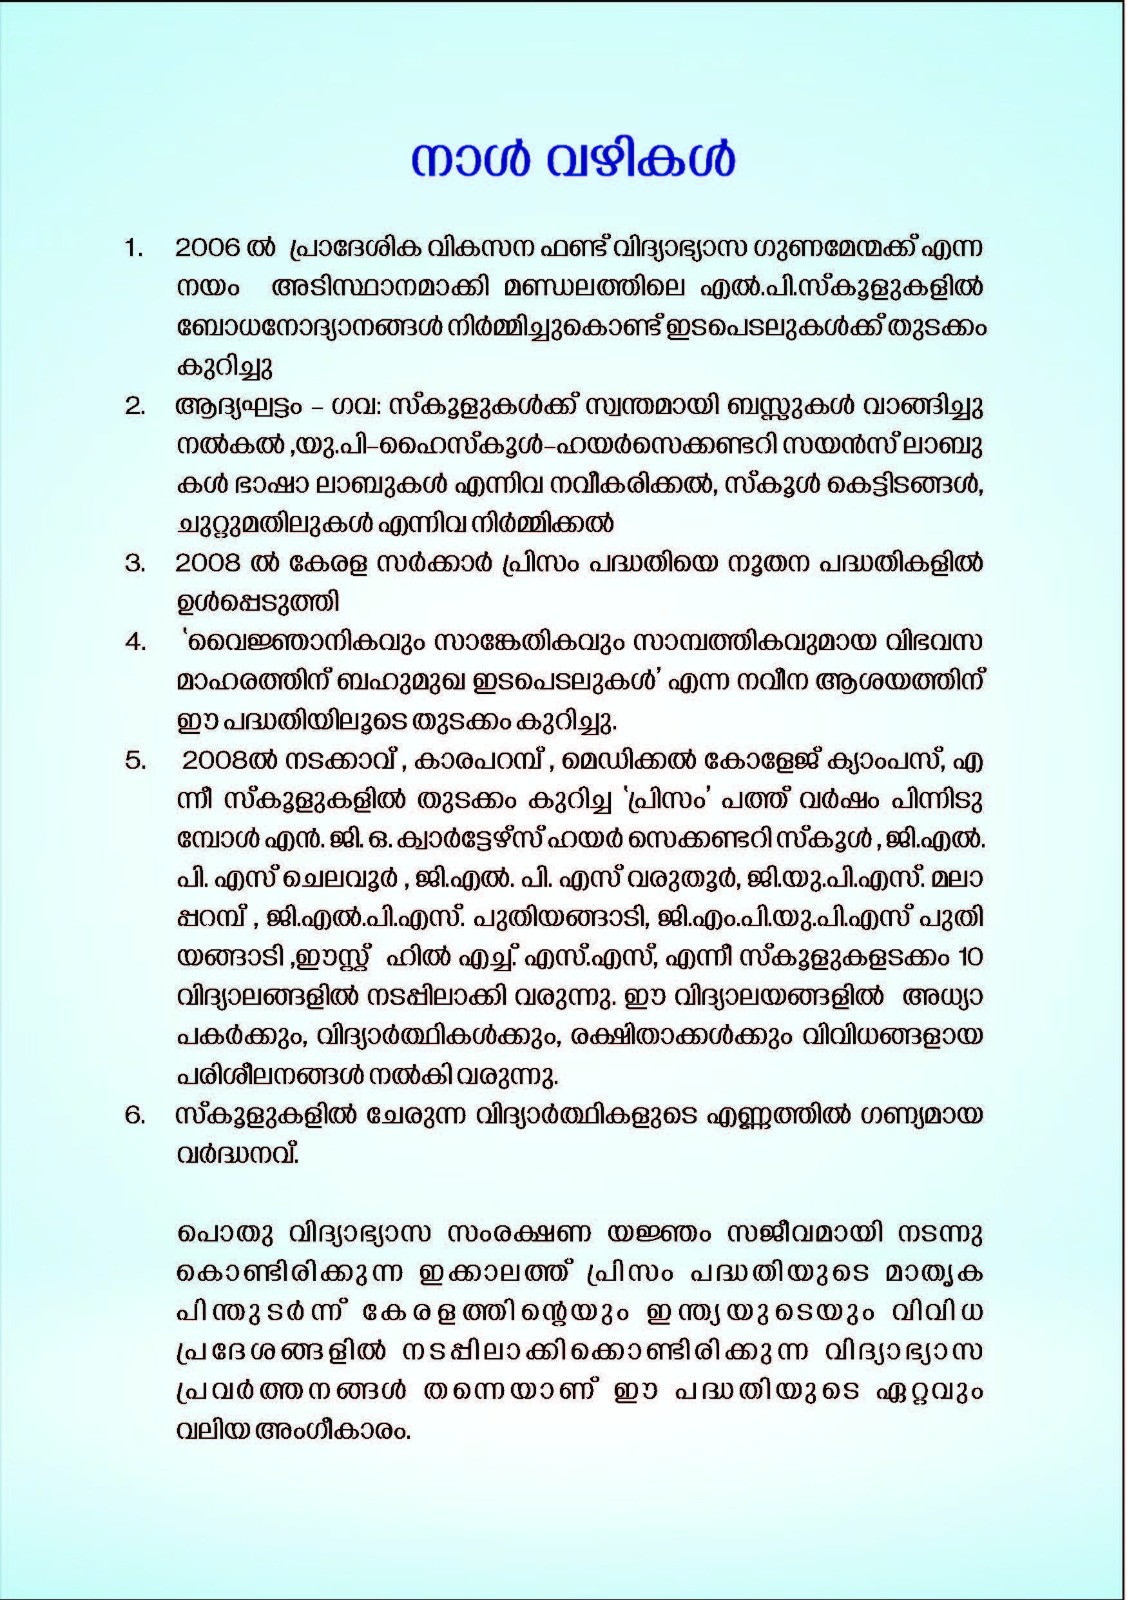 നാൾ വഴികൾ
1. 2006 ൽ പ്രാദേശിക വികസന ഫണ്ട് വിദ്യാഭ്യാസ ഗുണമേന്മക്ക് എന്ന
നയം അടിസ്ഥാനമാക്കി മണ്ഡലത്തിലെ എൽ.പി.സ്കൂളുകളിൽ
ബോധനോദ്യാനങ്ങൾ നിർമ്മിച്ചുകൊണ്ട് ഇടപെടലുകൾക്ക് തുടക്കം
കുറിച്ചു
2. ആദ്യഘട്ടം – ഗവ: സ്കൂളുകൾക്ക് സ്വന്തമായി ബസ്സുകൾ വാങ്ങിച്ചു
നൽകൽ ,യു.പി–ഹൈസ്കൂൾ–ഹയർസെക്കണ്ടറി സയൻസ് ലാബു
കൾ ഭാഷാ ലാബുകൾ എന്നിവ നവീകരിക്കൽ, സ്കൂൾ കെട്ടിടങ്ങൾ,
ചുറ്റുമതിലുകൾ എന്നിവ നിർമ്മിക്കൽ
3. 2008 ൽ കേരള സർക്കാർ പ്രിസം പദ്ധതിയെ നൂതന പദ്ധതികളിൽ
ഉൾപ്പെടുത്തി
4. 'വൈജ്ഞാനികവും സാങ്കേതികവും സാമ്പത്തികവുമായ വിഭവസ
മാഹരത്തിന് ബഹുമുഖ ഇടപെടലുകൾ' എന്ന നവീന ആശയത്തിന്
ഈ പദ്ധതിയിലൂടെ തുടക്കം കുറിച്ചു.
5. 2008ൽ നടക്കാവ് , കാരപറമ്പ് , മെഡിക്കൽ കോളേജ് ക്യാംപസ്, എ
ന്നീ സ്കൂളുകളിൽ തുടക്കം കുറിച്ച 'പ്രിസം' പത്ത് വർഷം പിന്നിടു
മ്പോൾ എൻ. ജി. ഒ. ക്വാർട്ടേഴ്സ് ഹയർ സെക്കണ്ടറി സ്കൂൾ , ജി.എൽ.
പി. എസ് ചെലവൂർ , ജി.എൽ. പി. എസ് വരുതൂർ, ജി.യു.പി.എസ്. മലാ
പ്പറമ്പ് , ജി.എൽ.പി.എസ്. പുതിയങ്ങാടി, ജി.എം.പി.യു.പി.എസ് പുതി
യങ്ങാടി ,ഈസ്റ്റ് ഹിൽ എച്ച്. എസ്.എസ്, എന്നീ സ്കൂളുകളടക്കം 10
വിദ്യാലങ്ങളിൽ നടപ്പിലാക്കി വരുന്നു. ഈ വിദ്യാലയങ്ങളിൽ അധ്യാ
പകർക്കും, വിദ്യാർത്ഥികൾക്കും, രക്ഷിതാക്കൾക്കും വിവിധങ്ങളായ
പരിശീലനങ്ങൾ നൽകി വരുന്നു.
6. സ്കൂളുകളിൽ ചേരുന്ന വിദ്യാർത്ഥികളുടെ എണ്ണത്തിൽ ഗണ്യമായ
വർദ്ധനവ്.
പൊതു വിദ്യാഭ്യാസ സംരക്ഷണ യജ്ഞം സജീവമായി നടന്നു
കൊണ്ടിരിക്കുന്ന ഇക്കാലത്ത് പ്രിസം പദ്ധതിയുടെ മാതൃക
പിന്തുടർന്ന് കേരളത്തിന്റെയും ഇന്ത്യയുടെയും വിവിധ
പ്രദേശങ്ങളിൽ നടപ്പിലാക്കിക്കൊണ്ടിരിക്കുന്ന വിദ്യാഭ്യാസ
പ്രവർത്തനങ്ങൾ തന്നെയാണ് ഈ പദ്ധതിയുടെ ഏറ്റവും
വലിയ അംഗീകാരം.